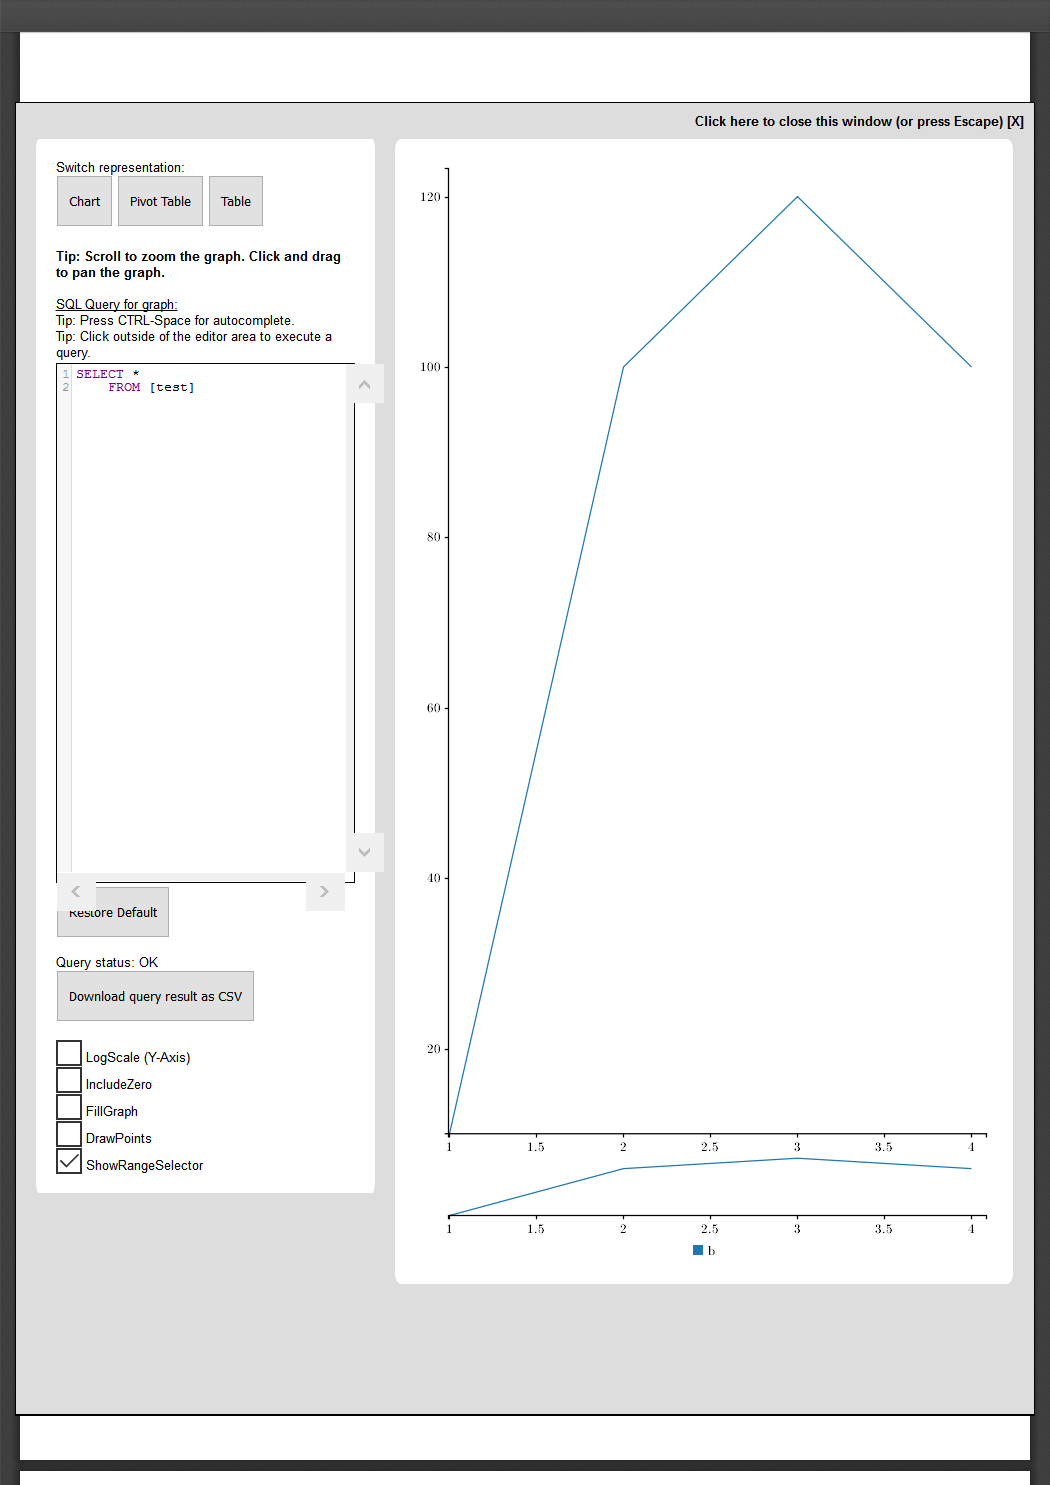 Click here to close this window (or press Escape) [X]
Switch representation:
Chart
Pivot Table
Table
Tip: Scroll to zoom the graph. Click and drag
to pan the graph.
SQL Query for graph:
Tip: Press CTRL-Space for autocomplete.
Tip: Click outside of the editor area to execute a
query.
1 SELECT *
2 FROM [test]
Restore Default
Query status: OK
Download query result as CSV
LogScale (Y-Axis)
IncludeZero
FillGraph
DrawPoints
ShowRangeSelector
120
100
80
60
40
20
1 1.5 2 2.5 3 3.5 4
1 1.5 2 2.5 3 3.5 4
b